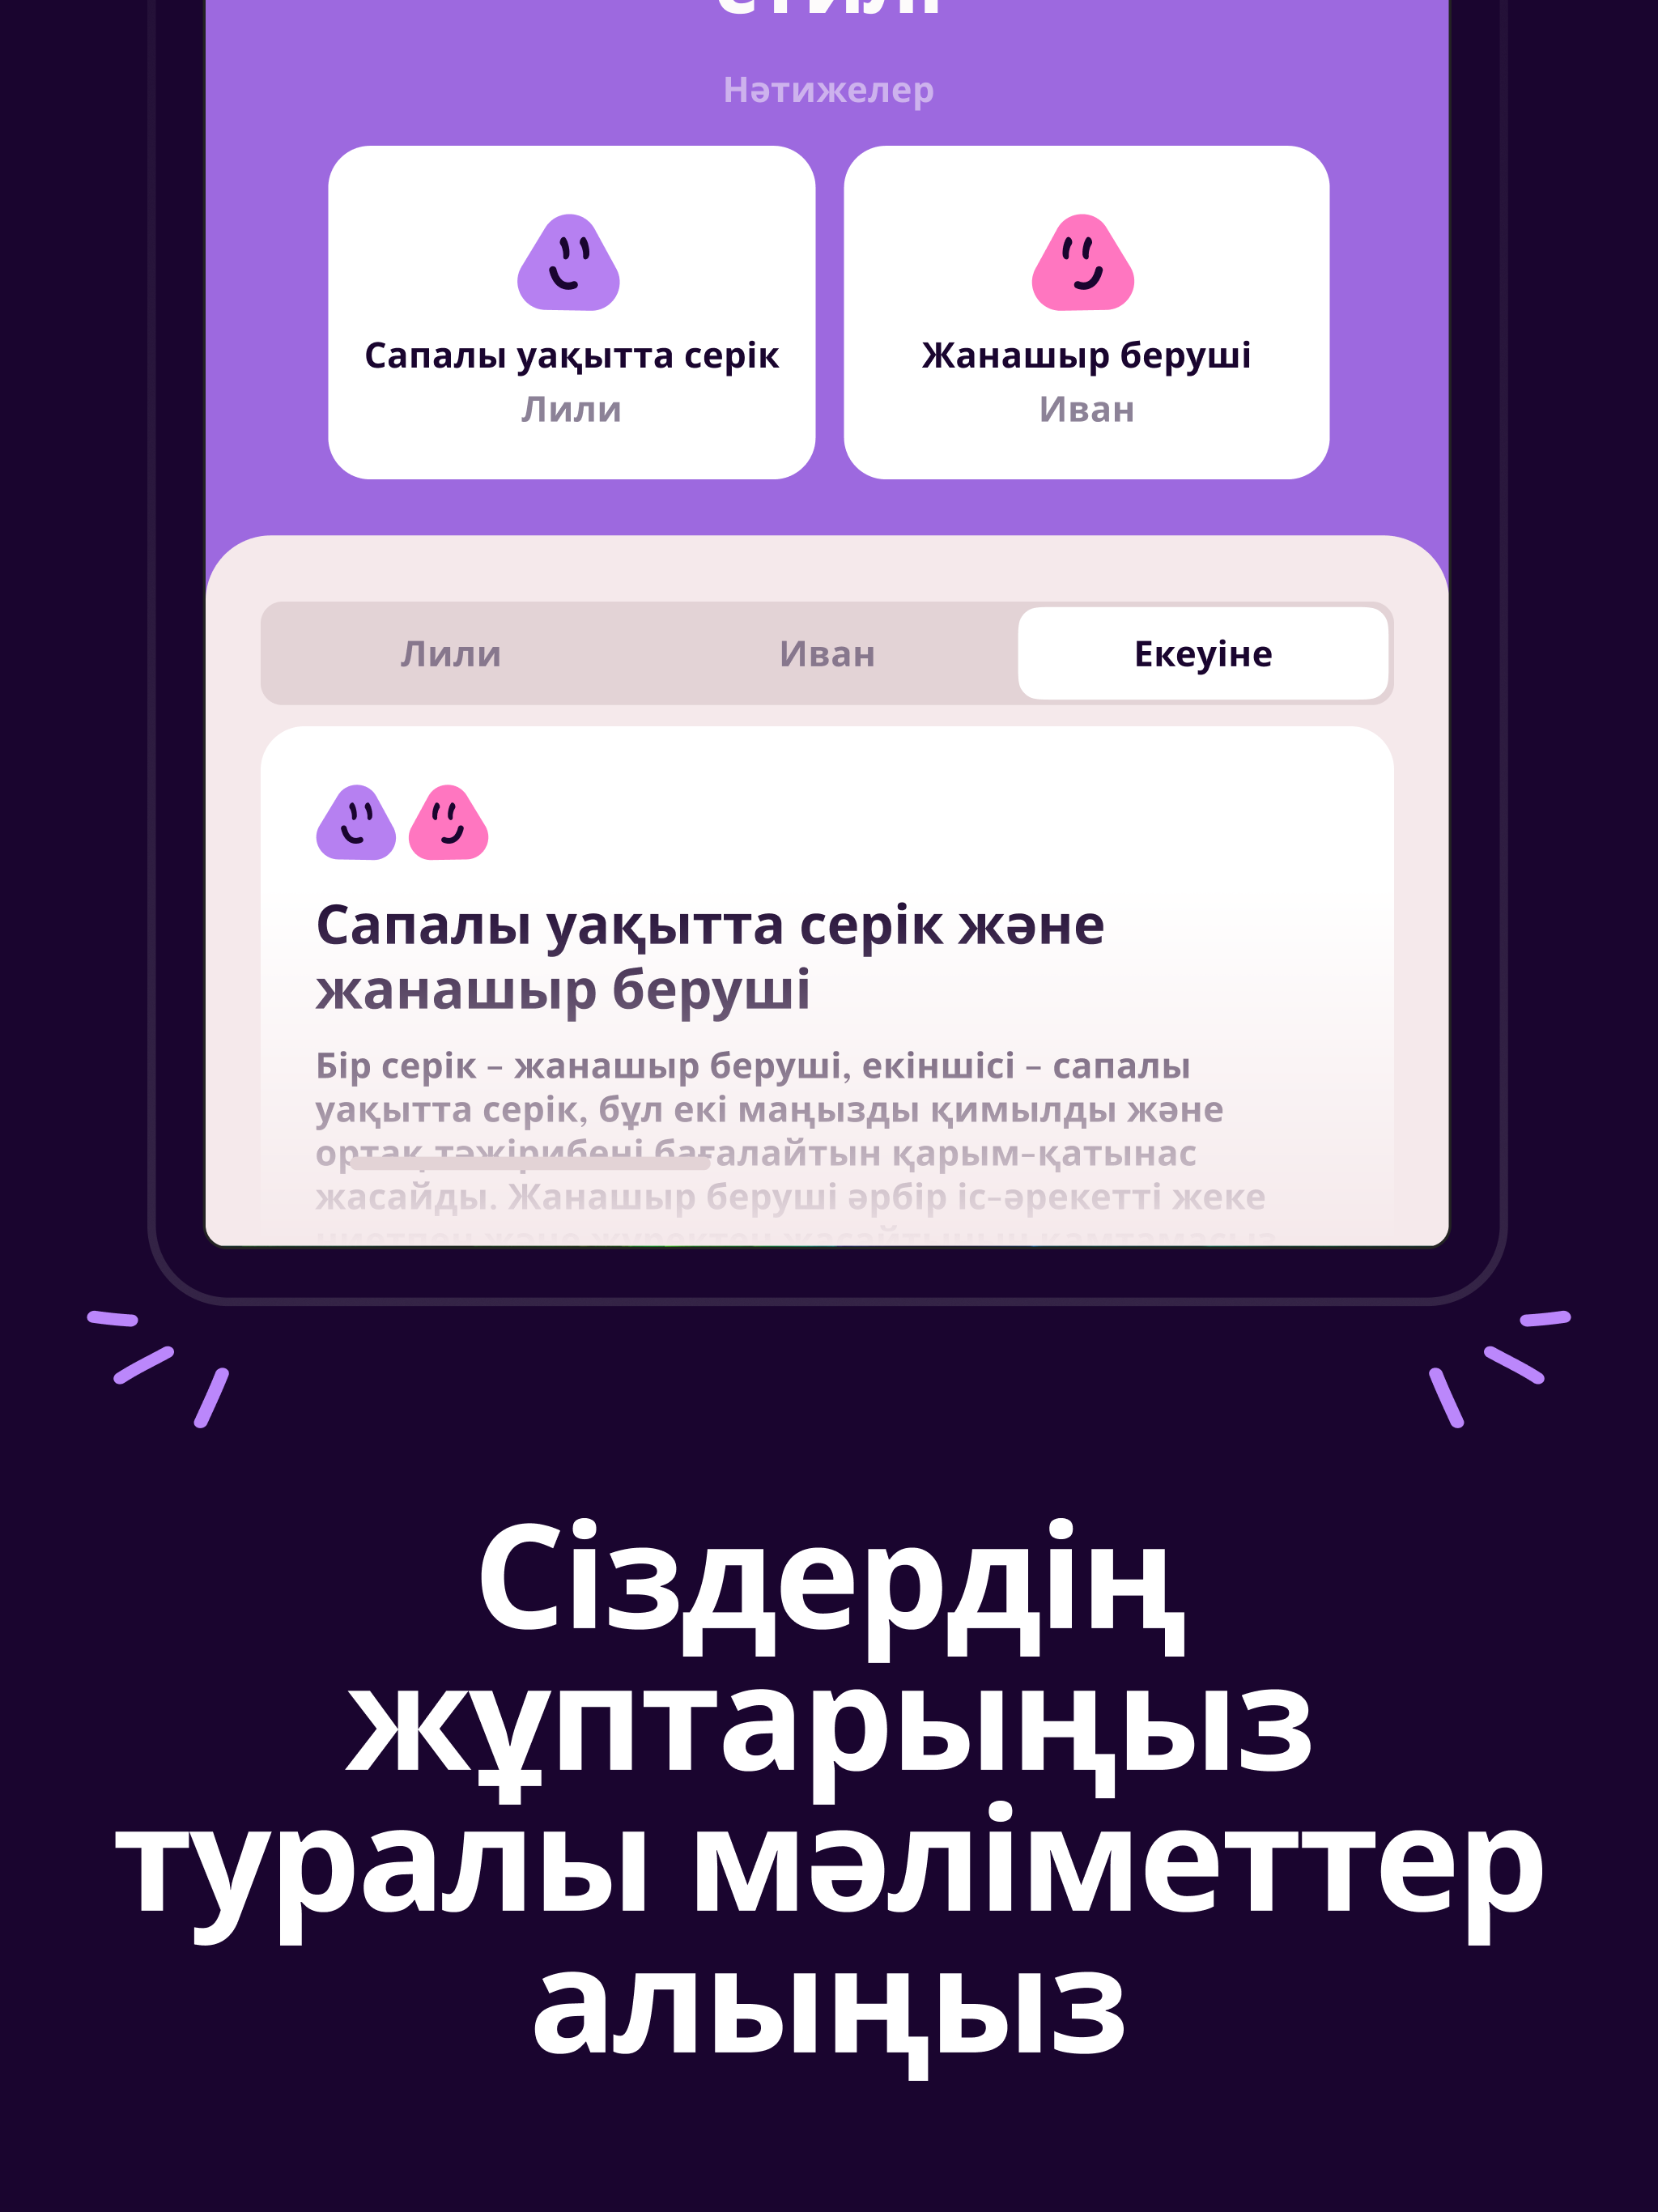 Нәтижелер
Сапалы уақытта серік
Лили
Жанашыр беруші
Иван
Лили
Иван
Екеуіне
Сапалы уақытта серік және
жанашыр беруші
Бір серік – жанашыр беруші, екіншісі – сапалы
уақытта серік, бұл екі маңызды қимылды және
ортақ тәжірибені бағалайтын қарым-қатынас
жасайды. Жанашыр беруші әрбір іс-әрекетті жеке
Сіздердің
жұптарыңыз
туралы мәліметтер
алыңыз